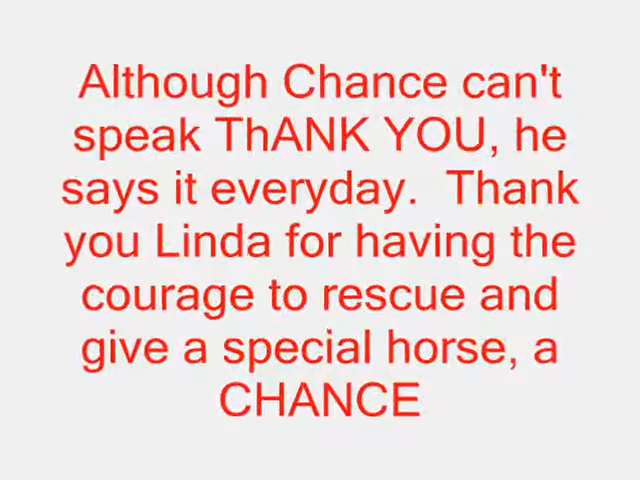 Although Chance can't
speak ThANK YOU, he
says it everyday.  Thank
you Linda for having the
courage to rescue and
give a special horse, a
CHANCE